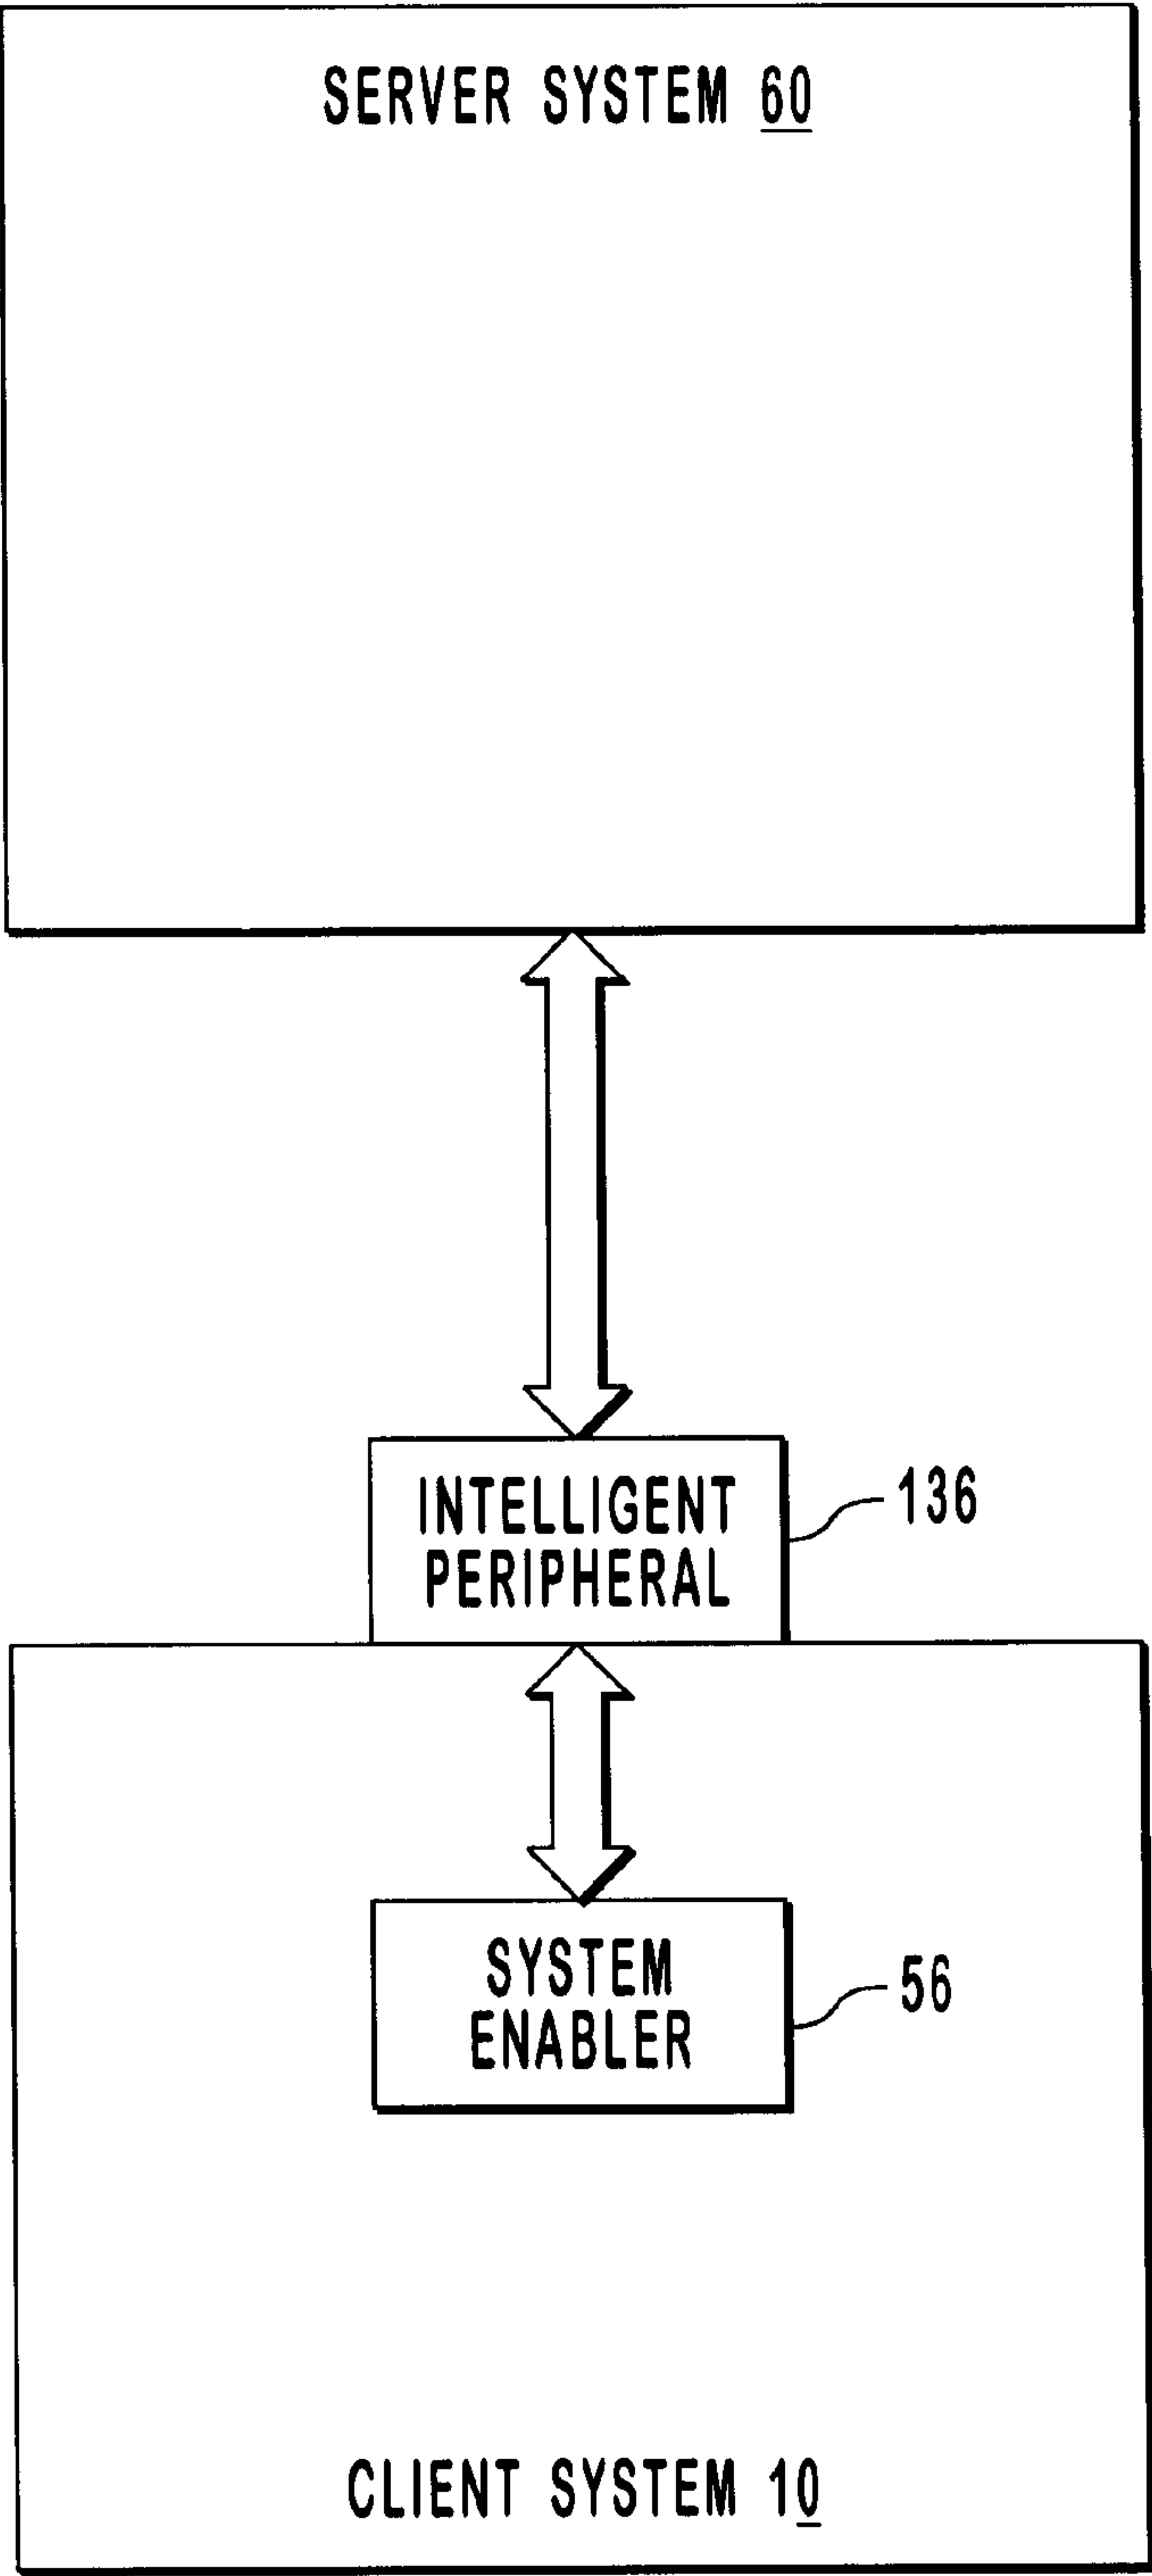 SERVER SYSTEM 60
INTELLIGENT
PERIPHERAL
136
SYSTEM
ENABLER
56
CLIENT SYSTEM 10